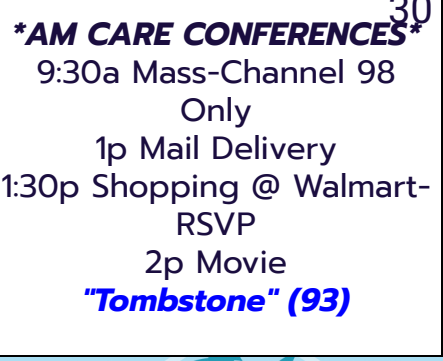 30
*AM CARE CONFERENCES*
9:30a Mass-Channel 98
Only
1p Mail Delivery
1:30p Shopping @ Walmart-
RSVP
2p Movie
"Tombstone" (93)